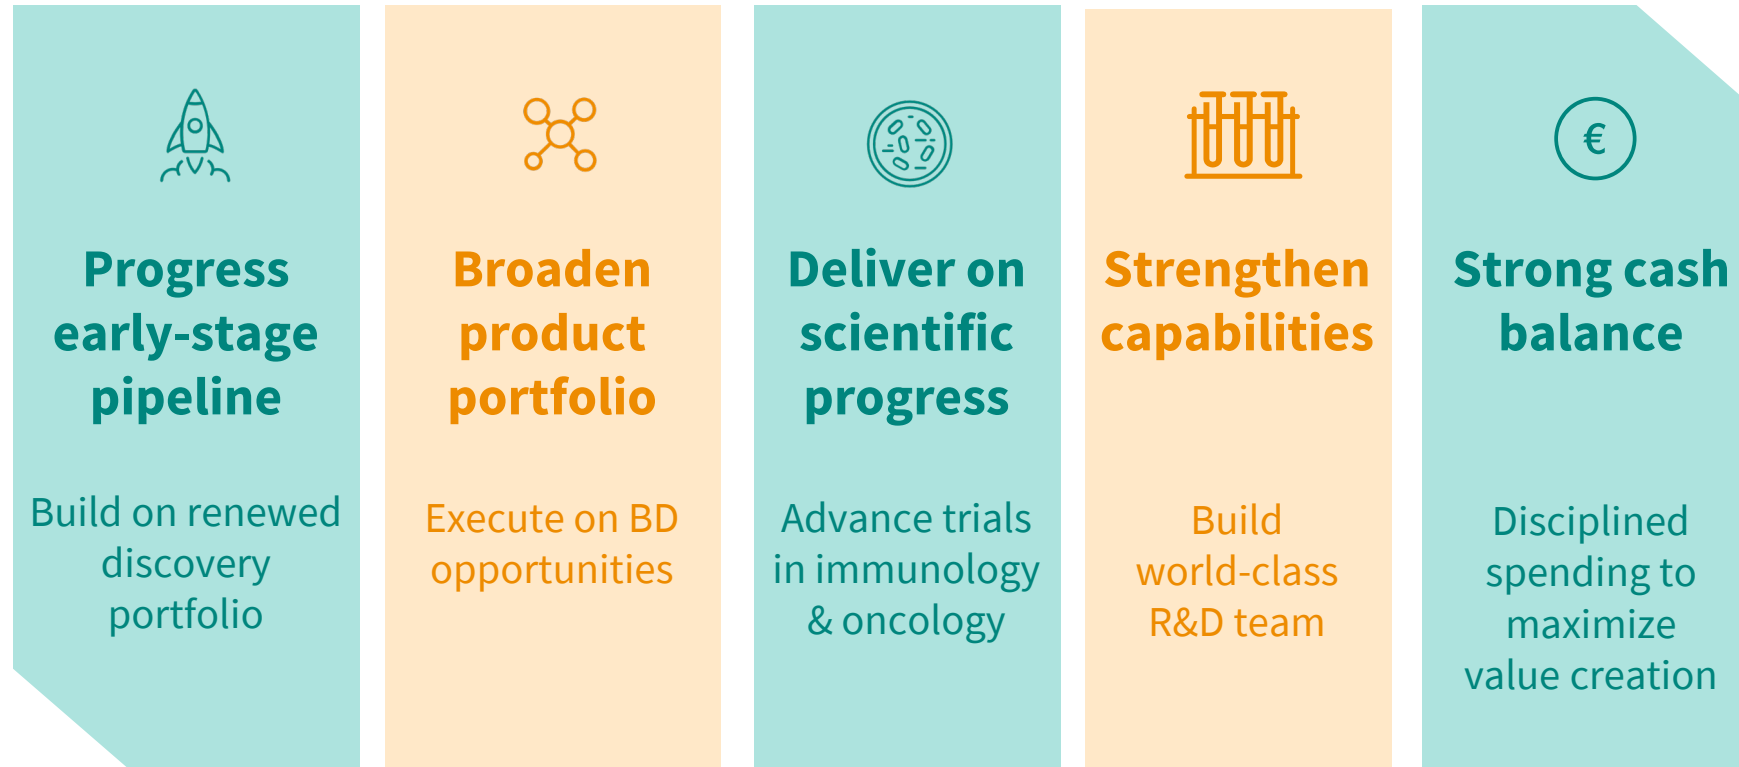 Progress
early-stage
pipeline
Build on renewed
discovery
portfolio
Broaden
product
portfolio
Execute on BD
opportunities
Deliver on
scientific
progress
Advance trials
in immunology
& oncology
Strengthen
capabilities
Build
world-class
R&D team
€
Strong cash
balance
Disciplined
spending to
maximize
value creation